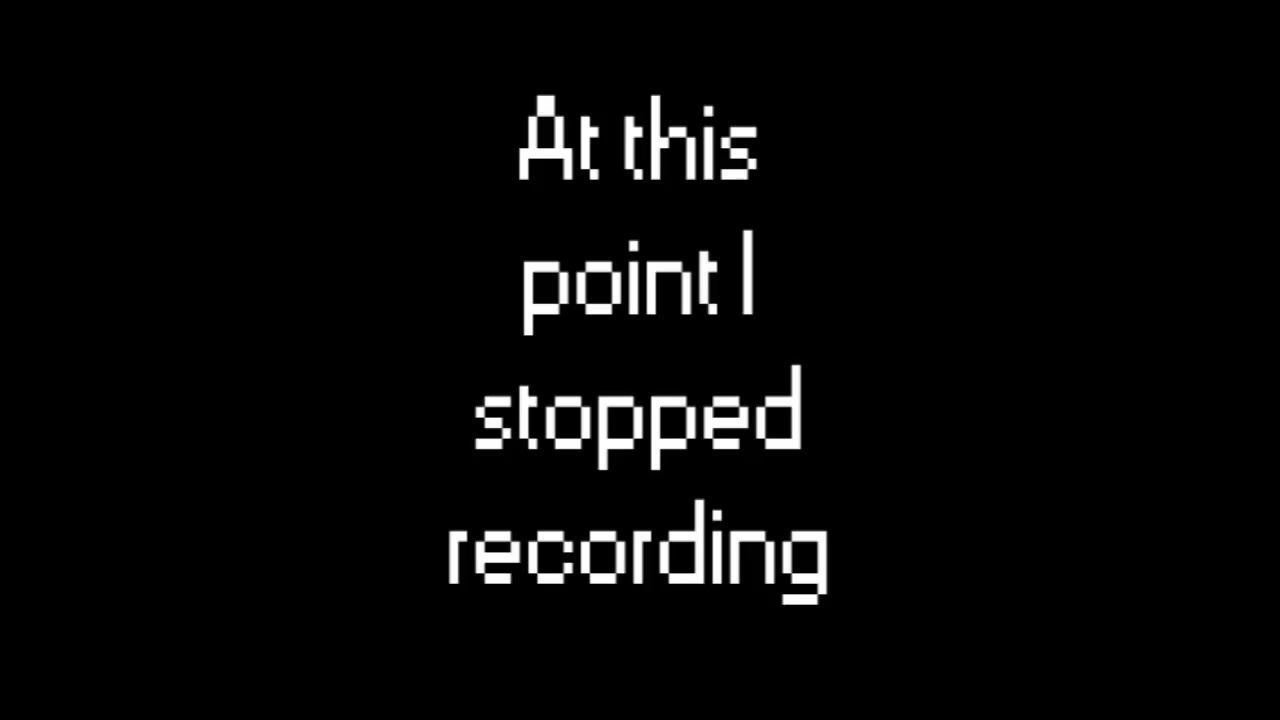 At this
point I
stopped
recording